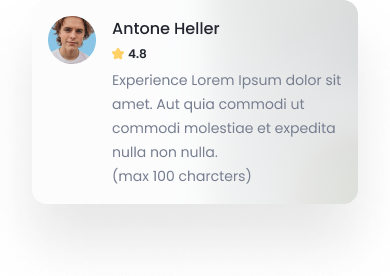 Antone Heller
4.8
Experience Lorem Ipsum dolor sit
amet. Aut quia commodi ut
commodi molestiae et expedita
nulla non nulla.
(max 100 charcters)